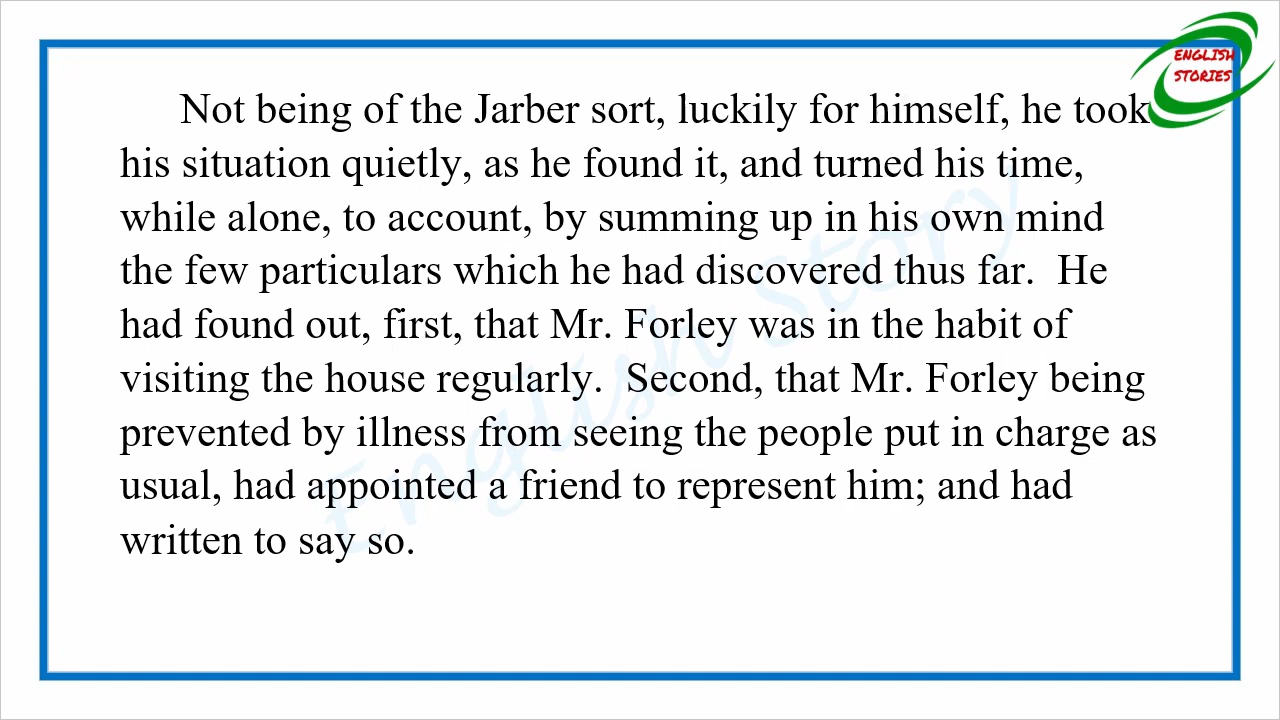 ENGLISH
STORIES
Not being of the Jarber sort, luckily for himself, he took
his situation quietly, as he found it, and turned his time,
while alone, to account, by summing up in his own mind
the few particulars which he had discovered thus far.  He
had found out, first, that Mr. Forley was in the habit of
visiting the house regularly.  Second, that Mr. Forley being
prevented by illness from seeing the people put in charge as
usual, had appointed a friend to represent him; and had
written to say so.
English Story